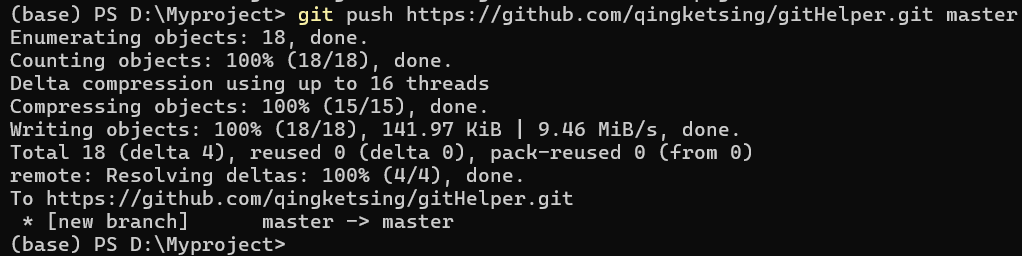 (base) PS D:\Myproject> git push https://github.com/qingketsing/gitHelper.git master
Enumerating objects: 18, done.
Counting objects: 100% (18/18), done.
Delta compression using up to 16 threads
Compressing objects: 100% (15/15), done.
Writing objects: 100% (18/18), 141.97 KiB | 9.46 MiB/s, done.
Total 18 (delta 4), reused 0 (delta 0), pack-reused 0 (from 0)
remote: Resolving deltas: 100% (4/4), done.
To https://github.com/qingketsing/gitHelper.git
 * [new branch]      master -> master
(base) PS D:\Myproject>